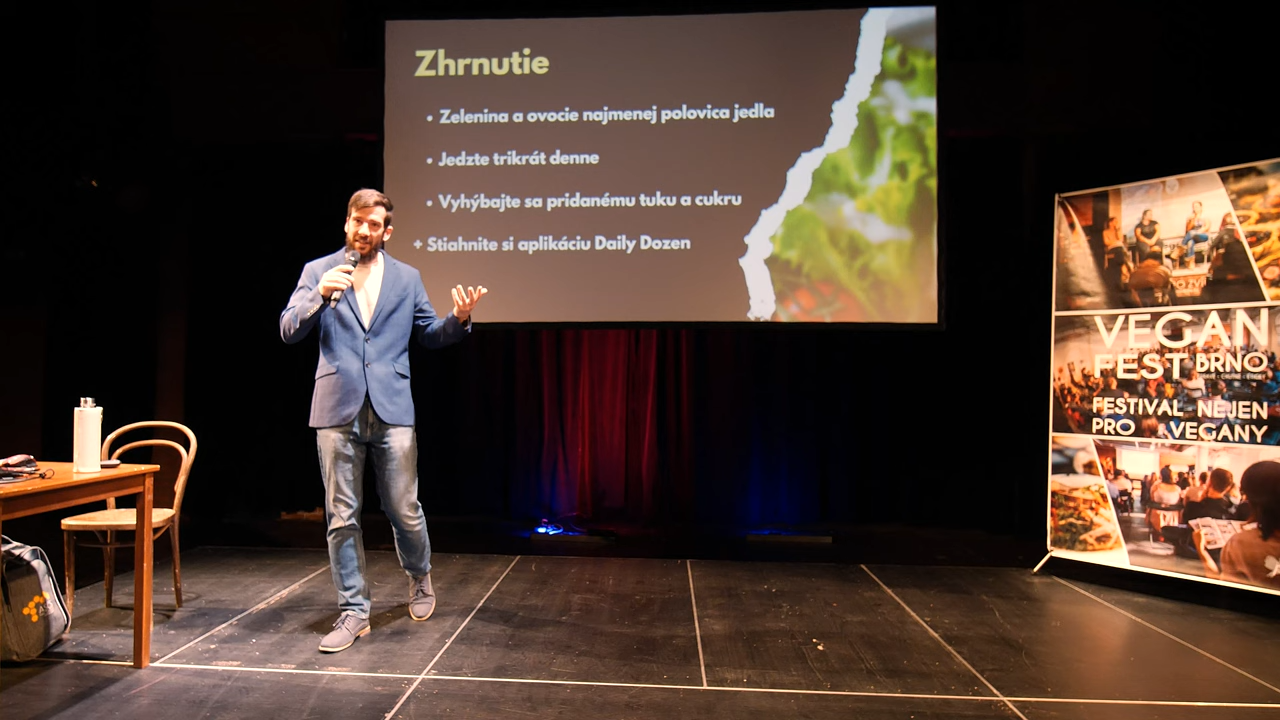 Zhrnutie
• Zelenina a ovocie najmenej polovica jedla
• Jedzte trikrát denne
• Vyhýbajte sa pridanému tuku a cukru
+ Stiahnite si aplikáciu Daily Dozen
VEGAN
FEST BRNO
FESTIVAL NEJEN
PRO VEGANY